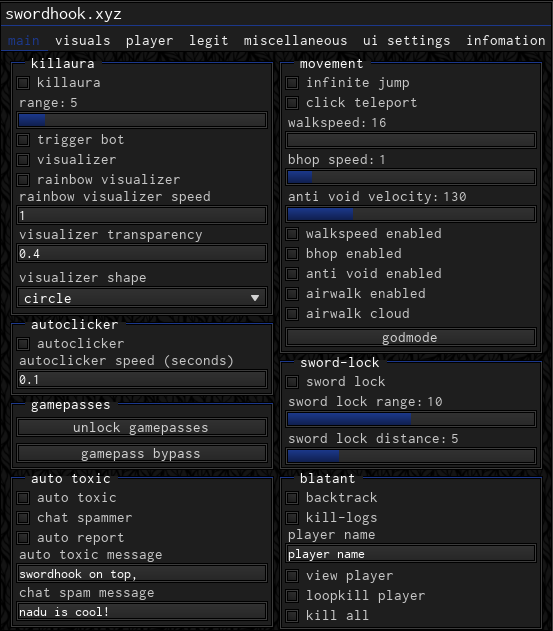 swordhook.xyz
main visuals player legit miscellaneous ui settings infomation
killaura
killaura
range: 5
trigger bot
visualizer
rainbow visualizer
rainbow visualizer speed
1
visualizer transparency
0.4
visualizer shape
circle
autoclicker
autoclicker
autoclicker speed (seconds)
0.1
gamepasses
unlock gamepasses
gamepass bypass
auto toxic
auto toxic
chat spammer
auto report
auto toxic message
swordhook on top,
chat spam message
nadu is cool!
movement
infinite jump
click teleport
walkspeed: 16
bhop speed: 1
anti void velocity: 130
walkspeed enabled
bhop enabled
anti void enabled
airwalk enabled
airwalk cloud
godmode
sword-lock
sword lock
sword lock range: 10
sword lock distance: 5
blatant
backtrack
kill-logs
player name
player name
view player
loopkill player
kill all